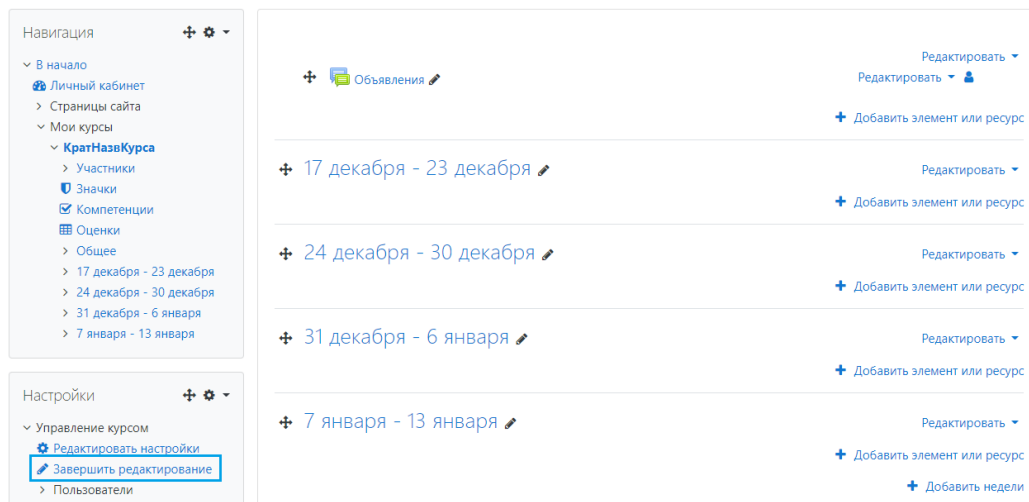 Навигация
В начало
Личный кабинет
Страницы сайта
Мои курсы
КратНазвКурса
Участники
Значки
Компетенции
Оценки
Общее
17 декабря - 23 декабря
24 декабря - 30 декабря
31 декабря - 6 января
7 января - 13 января
Настройки
Управление курсом
Редактировать настройки
Завершить редактирование
Пользователи
Редактировать
Объявления
Редактировать
Добавить элемент или ресурс
17 декабря - 23 декабря
Редактировать
Добавить элемент или ресурс
24 декабря - 30 декабря
Редактировать
Добавить элемент или ресурс
31 декабря - 6 января
Редактировать
Добавить элемент или ресурс
7 января - 13 января
Редактировать
Добавить элемент или ресурс
Добавить недели